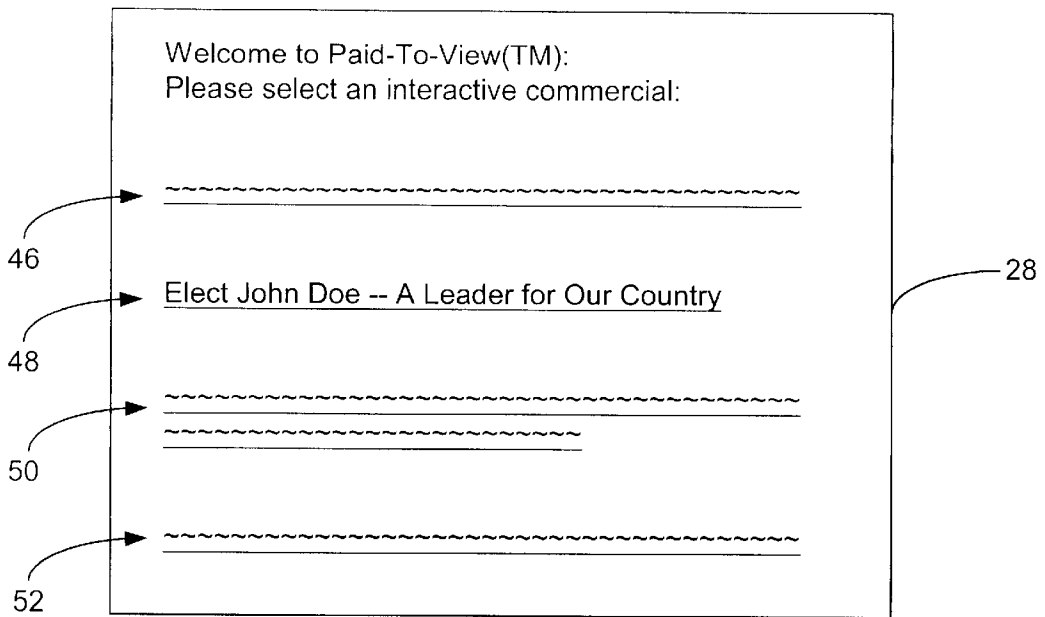 Welcome to Paid-To-View(TM):
Please select an interactive commercial:
46
28
Elect John Doe -- A Leader for Our Country
48
50
52